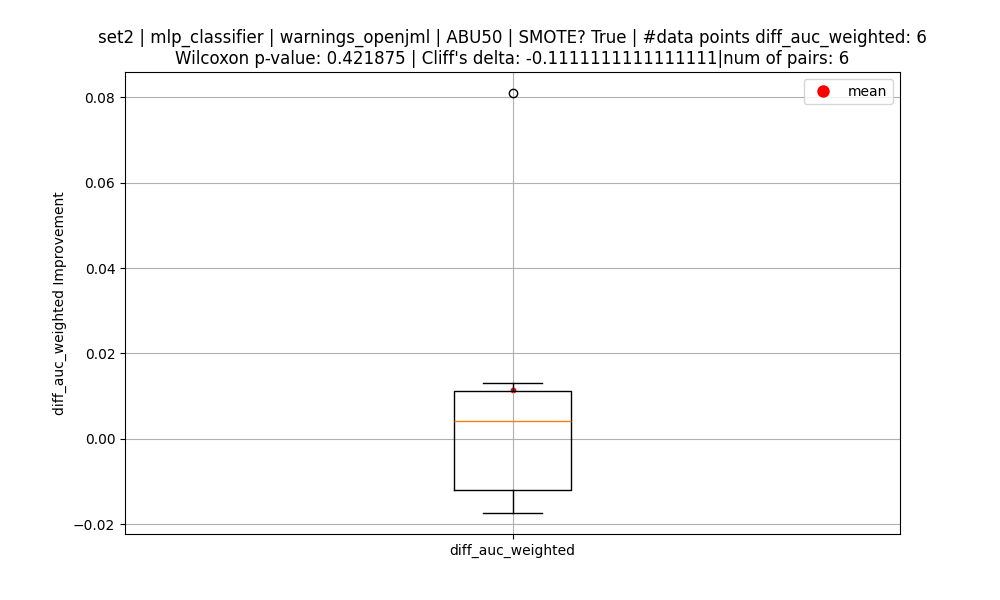 set2 | mlp_classifier | warnings_openjml | ABU50 | SMOTE? True | #data points diff_auc_weighted: 6
Wilcoxon p-value: 0.421875 | Cliff's delta: -0.1111111111111111|num of pairs: 6
mean
0.08
0.06
0.04
0.02
0.00
−0.02
diff_auc_weighted Improvement
diff_auc_weighted